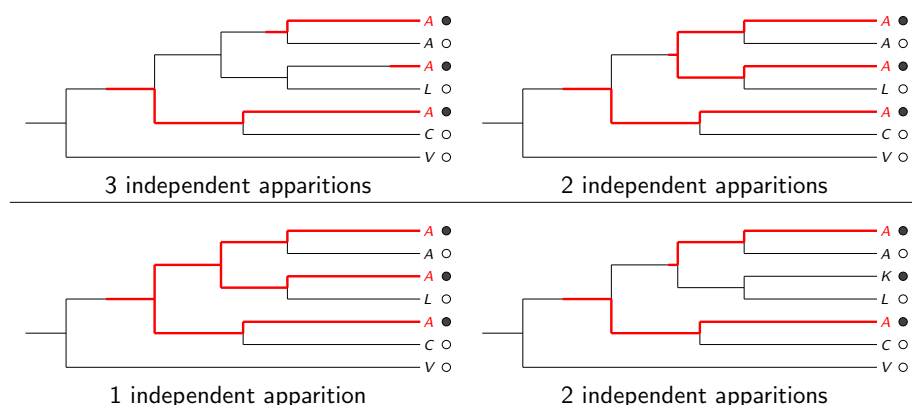 A A
A A
A A
L L
A A
C C
V V
3 independent apparitions 2 independent apparitions
A A
A A
A K
L L
A A
C C
V V
1 independent apparition 2 independent apparitions